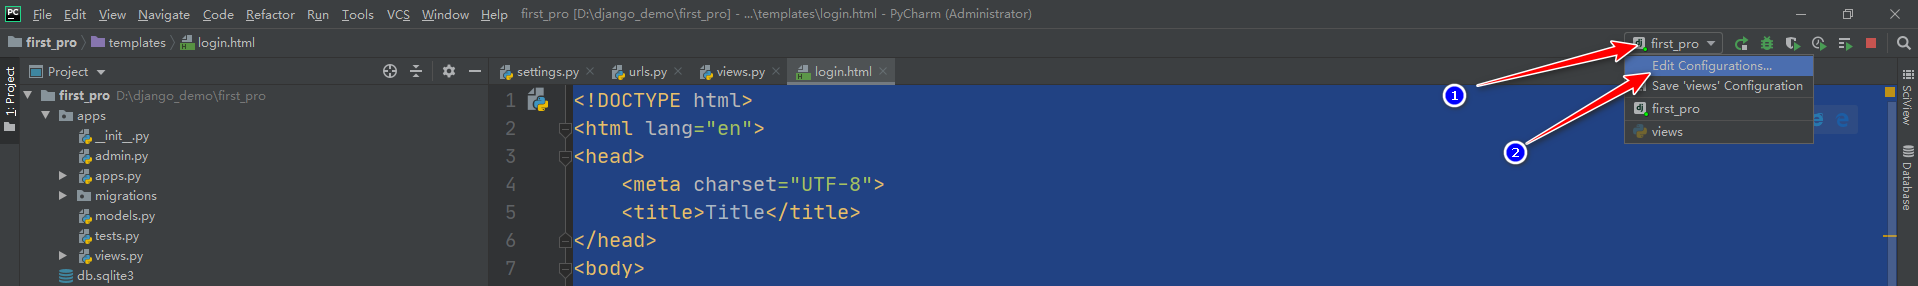 PC File Edit View Navigate Code Refactor Run Tools VCS Window Help first_pro [D:\django_demo\first_pro] - ...\templates\login.html - PyCharm (Administrator)
first_pro templates login.html
dj first_pro
Edit Configurations...
Save 'views' Configuration
dj first_pro
views
1
2
1: Project
Project
first_pro D:\django_demo\first_pro
apps
__init__.py
admin.py
apps.py
migrations
models.py
tests.py
views.py
db.sqlite3
settings.py urls.py views.py login.html
1 <!DOCTYPE html>
2 <html lang="en">
3 <head>
4 <meta charset="UTF-8">
5 <title>Title</title>
6 </head>
7 <body>
SciView
Database